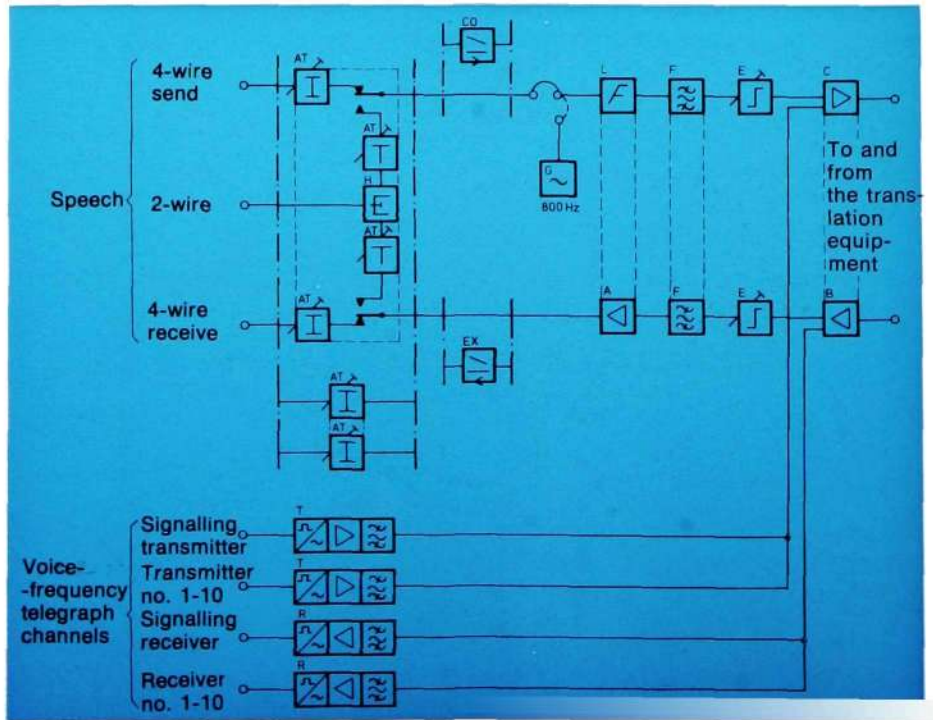 CO
AT
4-wire
send
L
F
E
C
AT
G
800 Hz
H
Speech
2-wire
AT
To and
from
the trans-
lation
equip-
ment
4-wire
receive
AT
A
F
E
B
EX
AT
AT
Voice-
-frequency
telegraph
channels
Signalling
transmitter
T
Transmitter
no. 1-10
T
Signalling
receiver
R
Receiver
no. 1-10
R